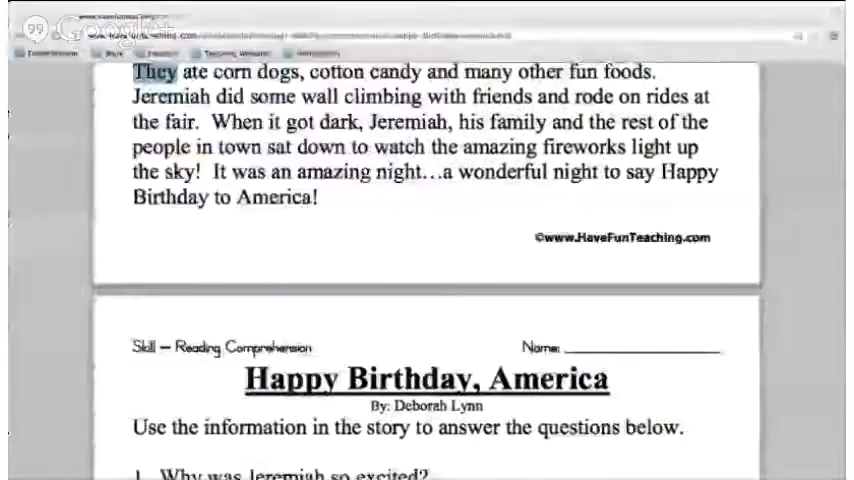 Google+
They ate corn dogs, cotton candy and many other fun foods.
Jeremiah did some wall climbing with friends and rode on rides at
the fair.  When it got dark, Jeremiah, his family and the rest of the
people in town sat down to watch the amazing fireworks light up
the sky!  It was an amazing night…a wonderful night to say Happy
Birthday to America!
©www.HaveFunTeaching.com
Skill – Reading Comprehension Name:
Happy Birthday, America
By: Deborah Lynn
Use the information in the story to answer the questions below.
1. Why was Jeremiah so excited?